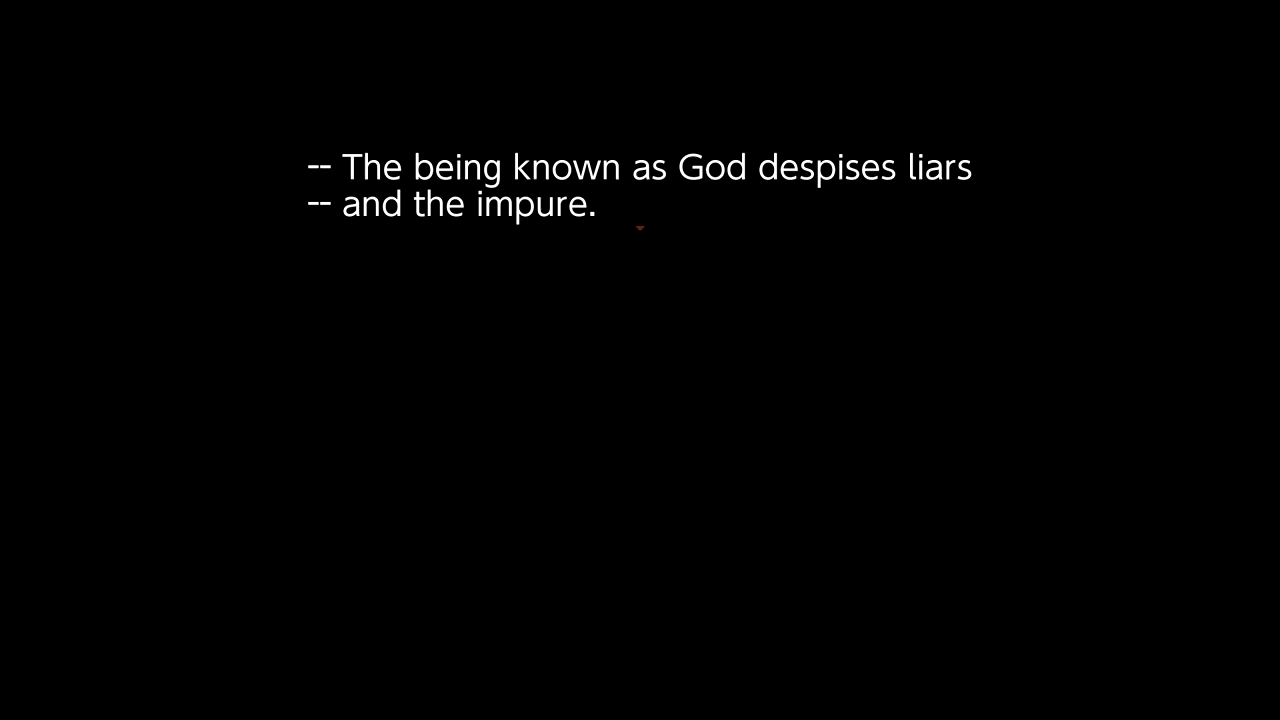 -- The being known as God despises liars
-- and the impure.